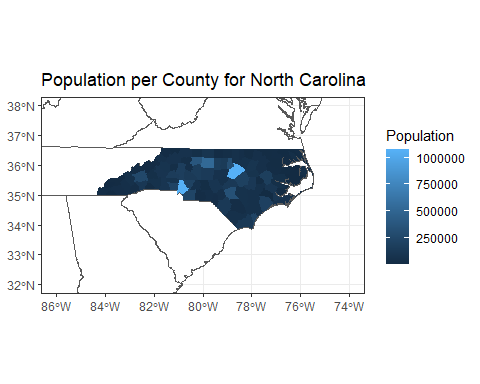 Population per County for North Carolina
38°N
37°N
36°N
35°N
34°N
33°N
32°N
86°W
84°W
82°W
80°W
78°W
76°W
74°W
Population
1000000
750000
500000
250000